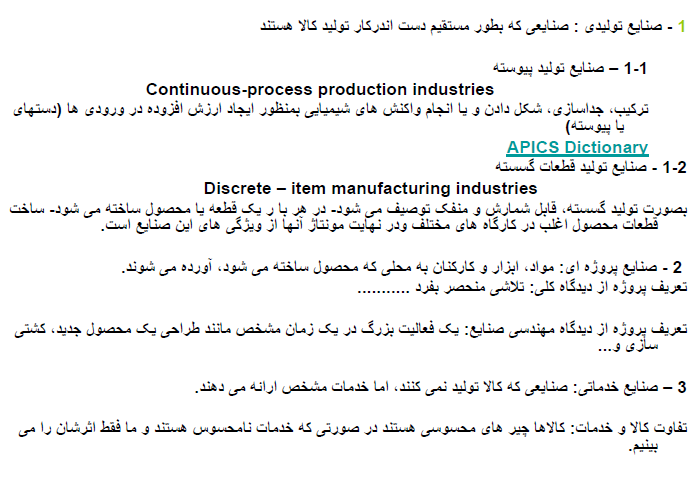 1 - صنایع تولیدی : صنایعی که بطور مستقیم دست اندرکار تولید کالا هستند
1-1 – صنایع تولید پیوسته
Continuous-process production industries
ترکیب، جداسازی، شکل دادن و یا انجام واکنش های شیمیایی بمنظور ایجاد ارزش افزوده در ورودی ها (دستهای
یا پیوسته)
APICS Dictionary
1-2 - صنایع تولید قطعات گسسته
Discrete – item manufacturing industries
بصورت تولید گسسته، قابل شمارش و منفک توصیف می شود- در هر با ر یک قطعه یا محصول ساخته می شود- ساخت
قطعات محصول اغلب در کارگاه های مختلف ودر نهایت مونتاژ آنها از ویژگی های این صنایع است.
2 - صنایع پروژه ای: مواد، ابزار و کارکنان به محلی که محصول ساخته می شود، آورده می شوند.
تعریف پروژه از دیدگاه کلی: تلاشی منحصر بفرد ...........
تعریف پروژه از دیدگاه مهندسی صنایع: یک فعالیت بزرگ در یک زمان مشخص مانند طراحی یک محصول جدید، کشتی
سازی و...
3 – صنایع خدماتی: صنایعی که کالا تولید نمی کنند، اما خدمات مشخص ارائه می دهند.
تفاوت کالا و خدمات: کالاها چیر های محسوسی هستند در صورتی که خدمات نامحسوس هستند و ما فقط اثرشان را می
بینیم.